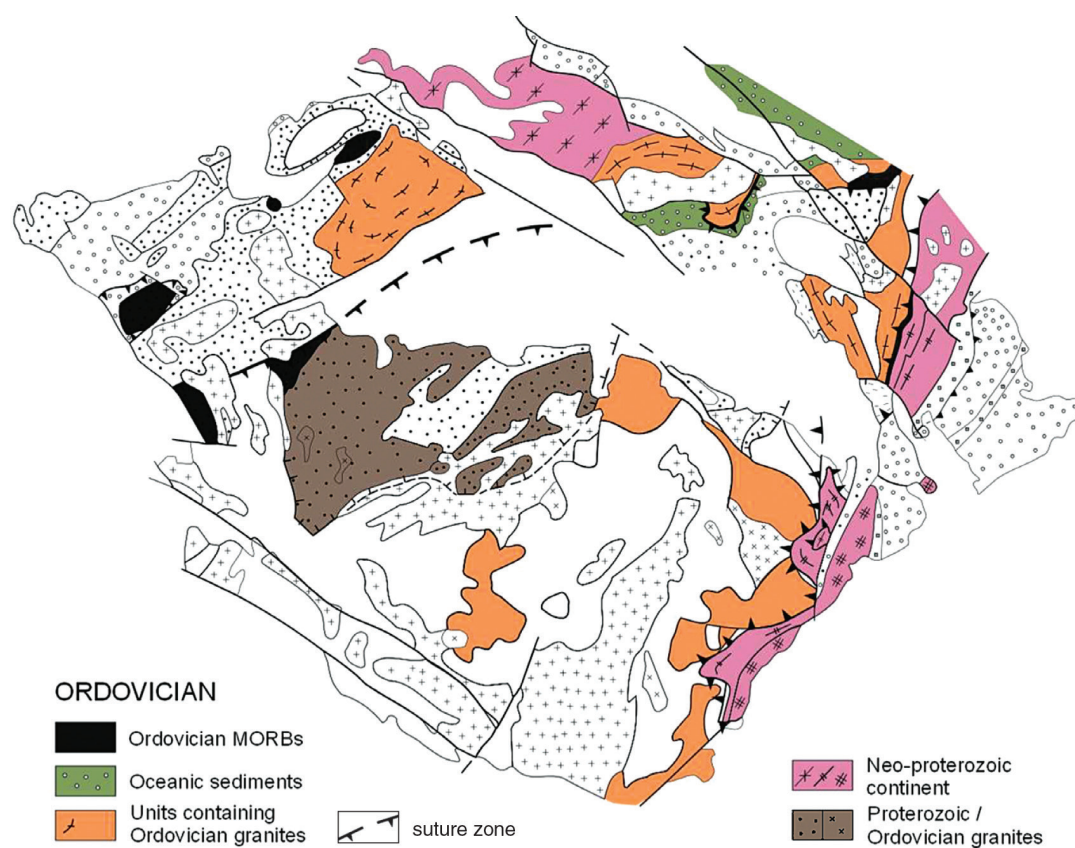 ORDOVICIAN
Ordovician MORBs
Oceanic sediments
Units containing
Ordovician granites
suture zone
Neo-proterozoic
continent
Proterozoic /
Ordovician granites